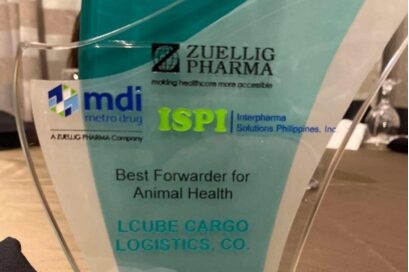 ZUELLIG
PHARMA
making healthcare more accessible
mdi
metro drug
A ZUELLIG PHARMA Company
ISPI
Interpharma
Solutions Philippines, Inc.
Best Forwarder for
Animal Health
LCUBE CARGO
LOGISTICS, CO.